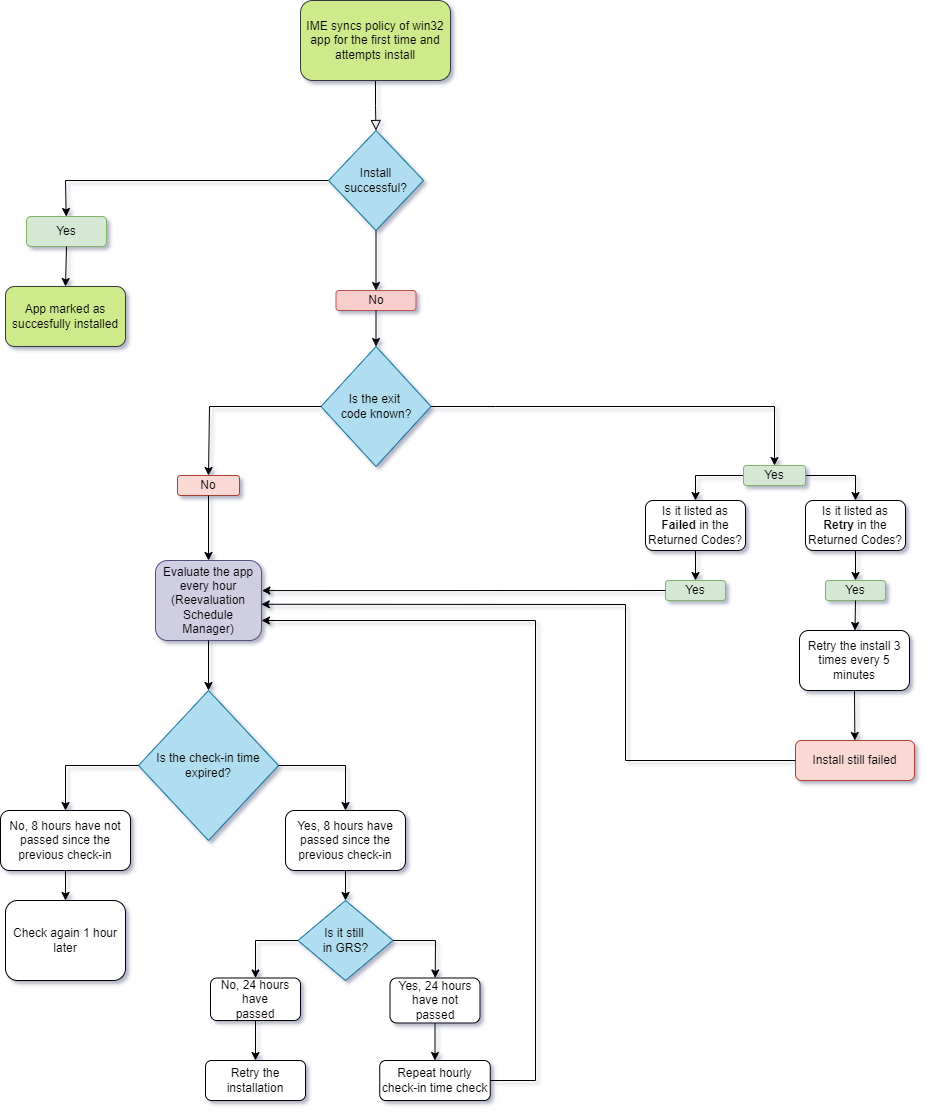 IME syncs policy of win32
app for the first time and
attempts install
Install
successful?
Yes
App marked as
succesfully installed
No
Is the exit
code known?
No
Yes
Is it listed as
Failed in the
Returned Codes?
Is it listed as
Retry in the
Returned Codes?
Yes
Yes
Evaluate the app
every hour
(Reevaluation
Schedule
Manager)
Retry the install 3
times every 5
minutes
Install still failed
Is the check-in time
expired?
No, 8 hours have not
passed since the
previous check-in
Yes, 8 hours have
passed since the
previous check-in
Check again 1 hour
later
Is it still
in GRS?
No, 24 hours
have
passed
Yes, 24 hours
have not
passed
Retry the
installation
Repeat hourly
check-in time check